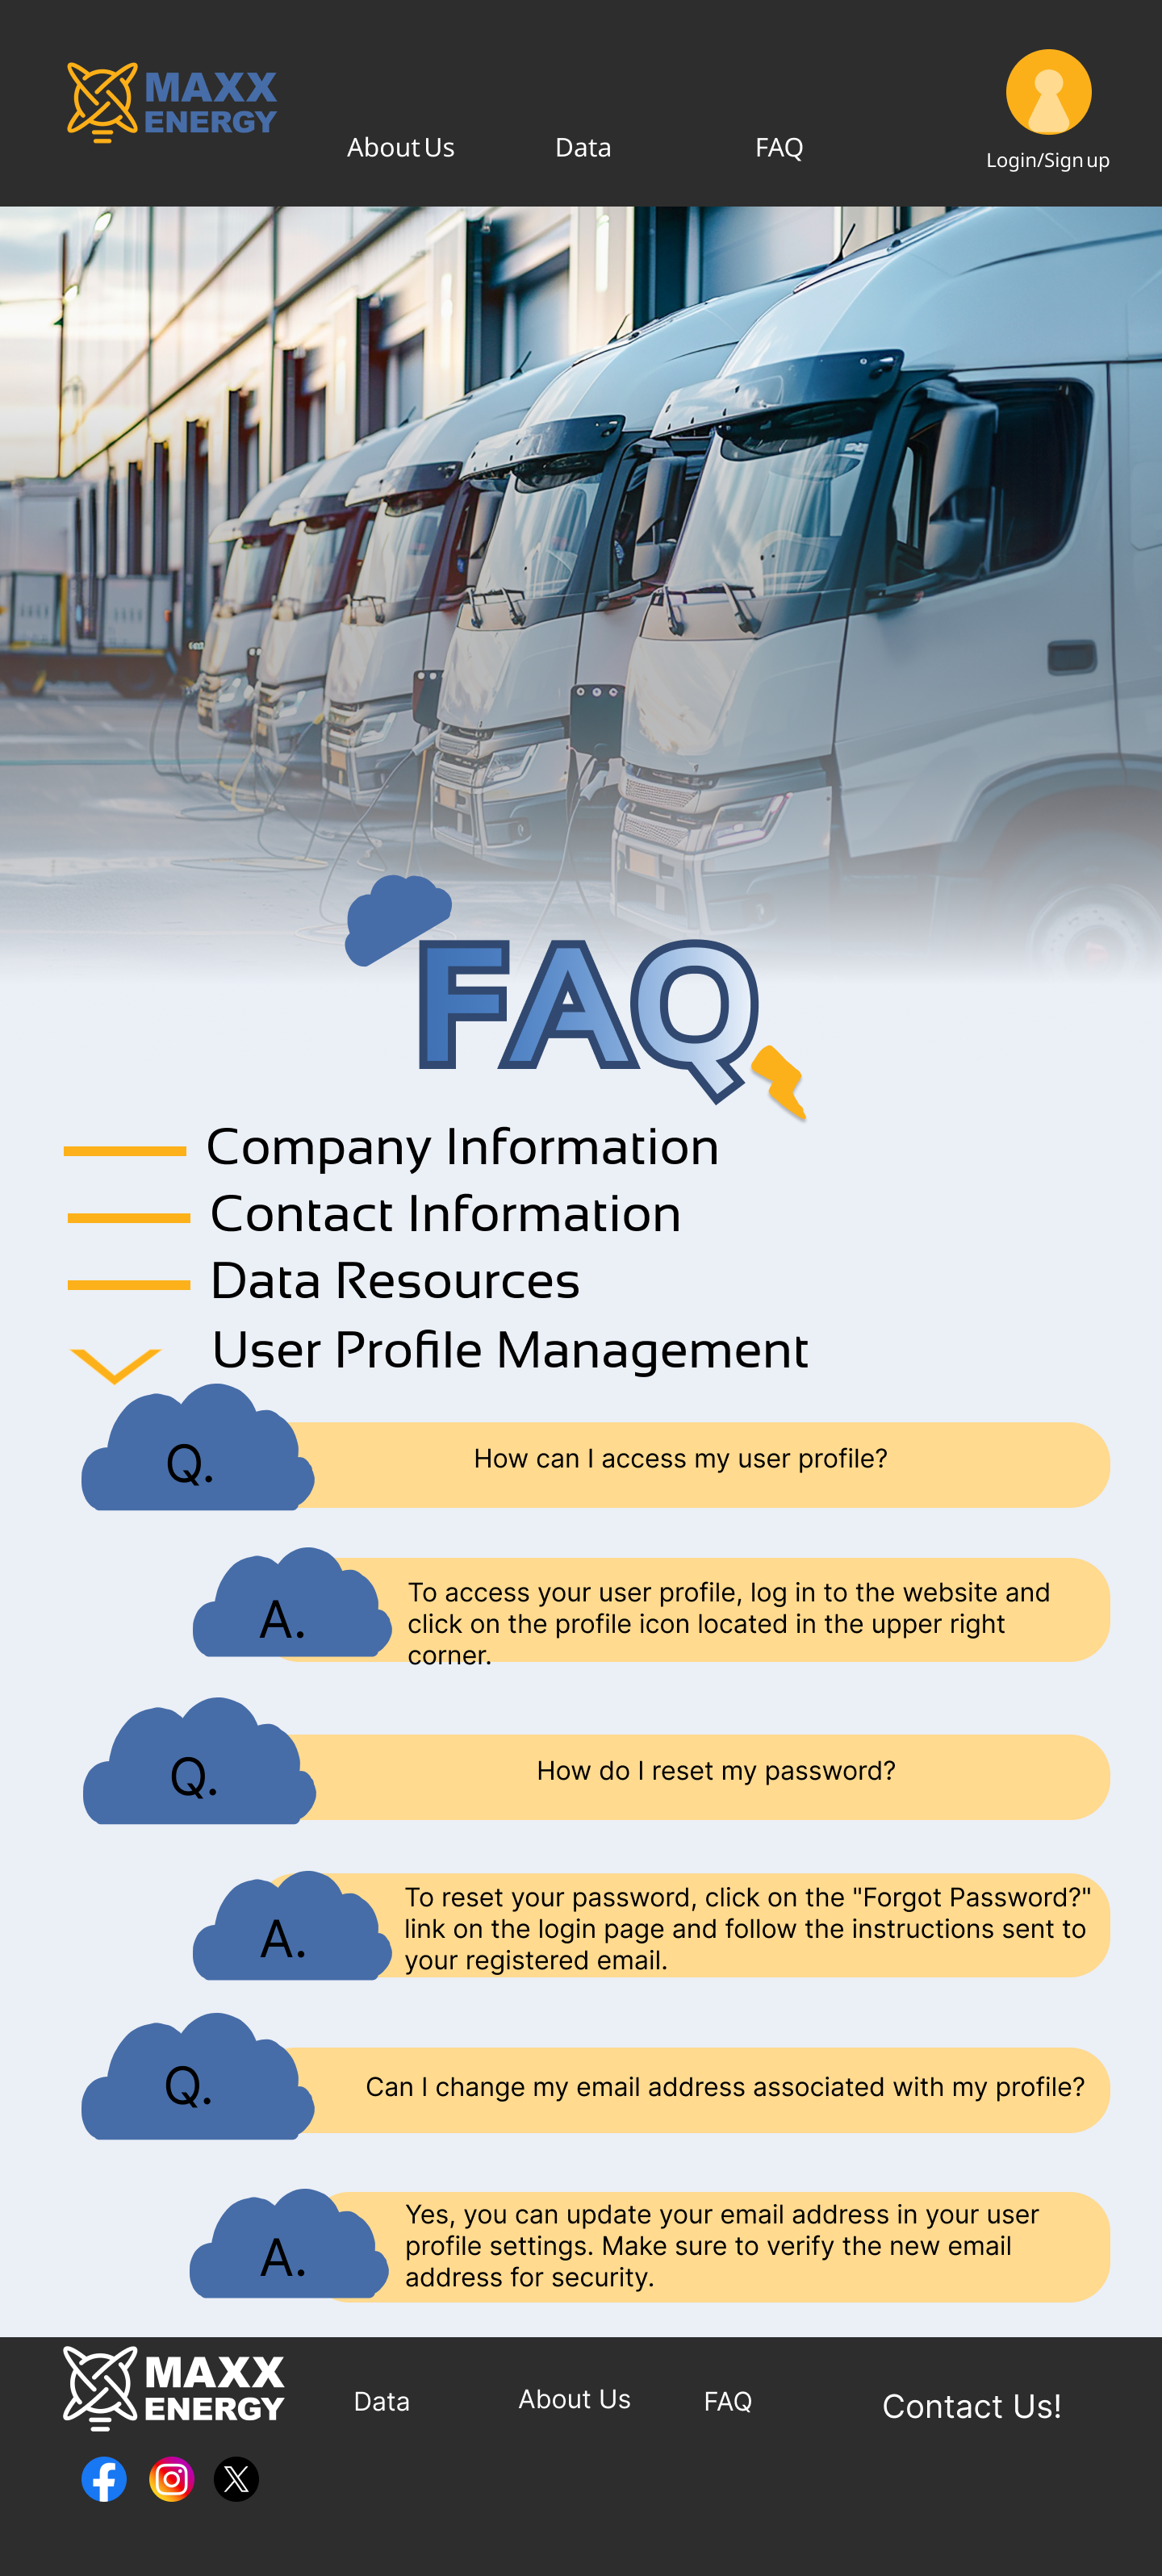 MAXX
ENERGY
About Us
Data
FAQ
Login/Sign up
FAQ
Company Information
Contact Information
Data Resources
User Profile Management
Q.
How can I access my user profile?
A.
To access your user profile, log in to the website and
click on the profile icon located in the upper right
corner.
Q.
How do I reset my password?
A.
To reset your password, click on the "Forgot Password?"
link on the login page and follow the instructions sent to
your registered email.
Q.
Can I change my email address associated with my profile?
A.
Yes, you can update your email address in your user
profile settings. Make sure to verify the new email
address for security.
MAXX
ENERGY
Data
About Us
FAQ
Contact Us!